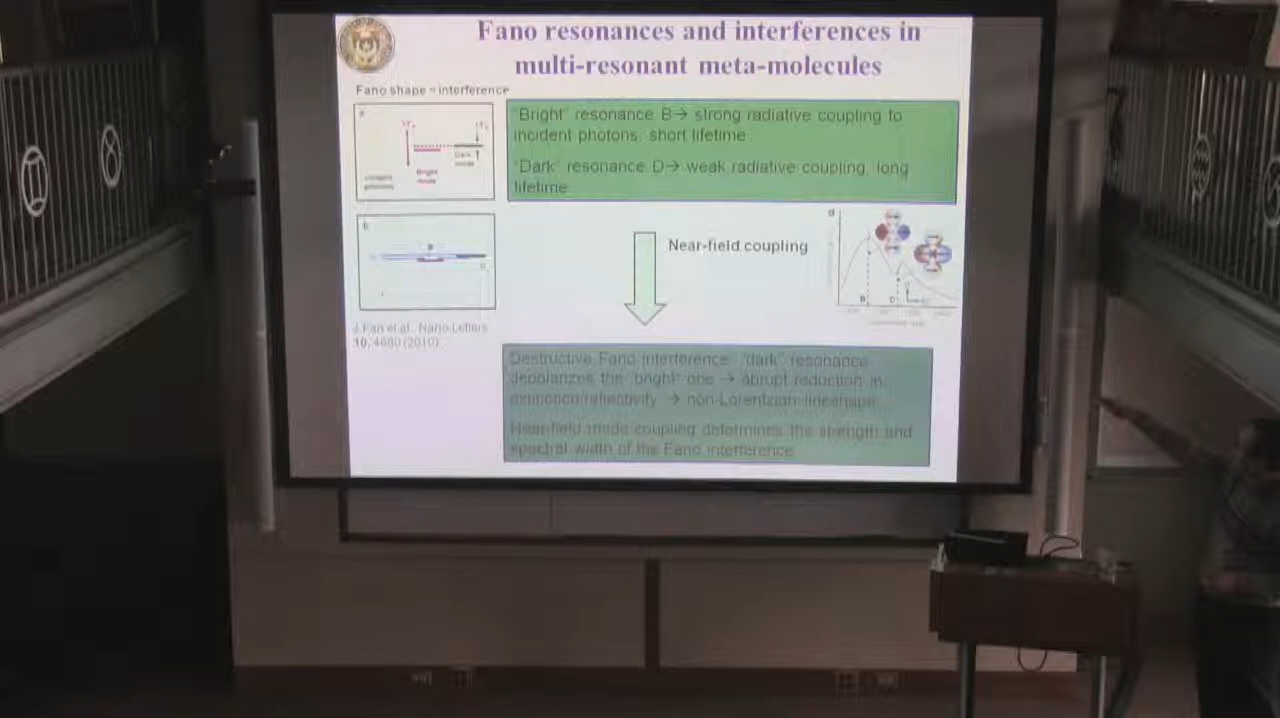 Fano resonances and interferences in
multi-resonant meta-molecules
Fano shape = interference
a
Bright
mode
Dark
mode
"Bright" resonance B→ strong radiative coupling to
incident photons, short lifetime
"Dark" resonance D→ weak radiative coupling, long
lifetime
b
B
Near-field coupling
d
B
D
J.Fan et al., Nano Letters
10, 4680 (2010)
Destructive Fano interference: "dark" resonance
depolarizes the "bright" one → abrupt reduction in
extinction/reflectivity → non-Lorentzian lineshape
Near-field mode coupling determines the strength and
spectral width of the Fano interference